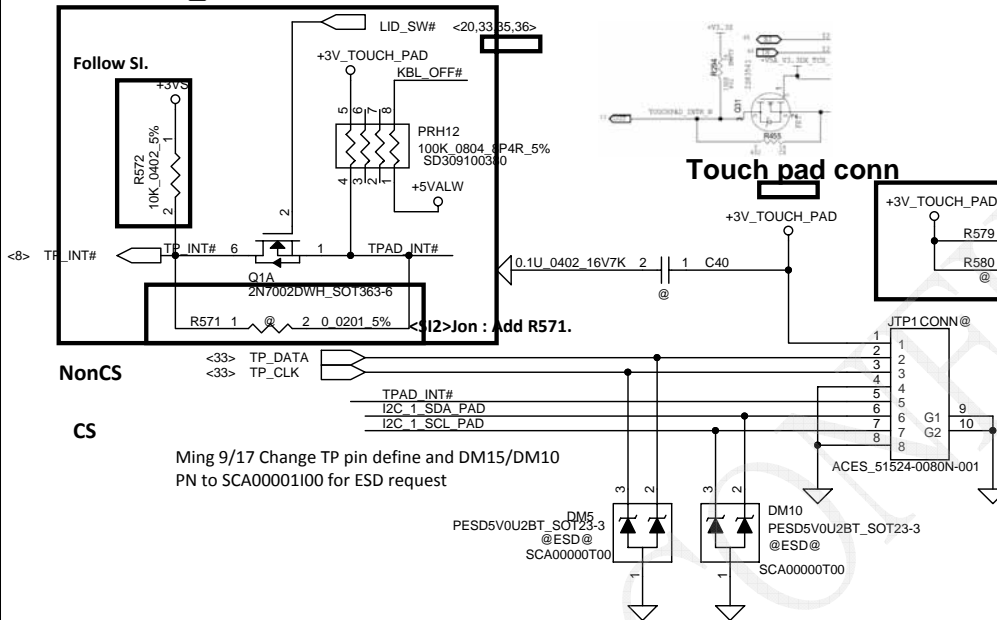 LID_SW# <20,33,35,36>
Follow SI.
+3V_TOUCH_PAD
KBL_OFF#
+3VS
R572
10K_0402_5%
1
2
5 6 7 8
PRH12
100K_0804_8P4R_5%
SD309100380
4 3 2 1
+5VALW
2
<8> TP_INT#
TP_INT# 6
1 TPAD_INT#
Q1A
2N7002DWH_SOT363-6
R571 1 @ 2 0_0201_5%
<SI2>Jon : Add R571.
R294
Q31
TOUCHPAD_INTR_N
R455
Touch pad conn
+3V_TOUCH_PAD
0.1U_0402_16V7K 2 1 C40
@
+3V_TOUCH_PAD
R579
R580
@
NonCS
<33> TP_DATA
<33> TP_CLK
CS
TPAD_INT#
I2C_1_SDA_PAD
I2C_1_SCL_PAD
JTP1 CONN@
1 1
2 2
3 3
4 4
5 5
6 6 G1 9
7 7 G2 10
8 8
ACES_51524-0080N-001
Ming 9/17 Change TP pin define and DM15/DM10
PN to SCA00001I00 for ESD request
3 2
DM5
PESD5V0U2BT_SOT23-3
@ESD@
SCA00000T00
1
3 2
DM10
PESD5V0U2BT_SOT23-3
@ESD@
SCA00000T00
1
CONF